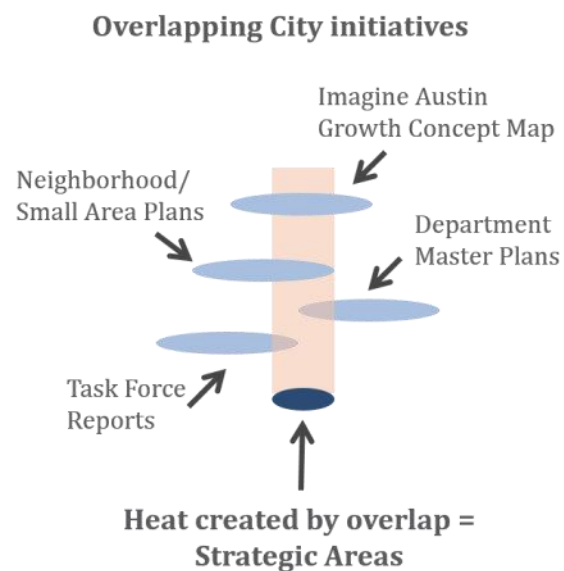 Overlapping City initiatives
Imagine Austin
Growth Concept Map
Neighborhood/
Small Area Plans
Department
Master Plans
Task Force
Reports
Heat created by overlap =
Strategic Areas